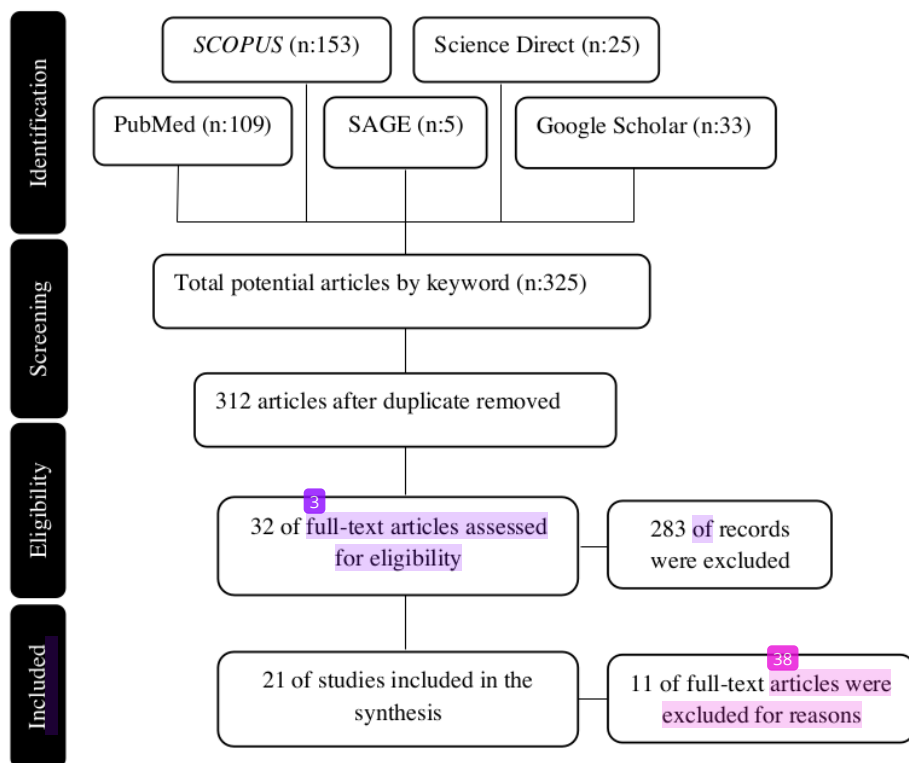 Identification
SCOPUS (n:153)
Science Direct (n:25)
PubMed (n:109)
SAGE (n:5)
Google Scholar (n:33)
Screening
Total potential articles by keyword (n:325)
312 articles after duplicate removed
Eligibility
3
32 of full-text articles assessed
for eligibility
283 of records
were excluded
Included
21 of studies included in the
synthesis
38
11 of full-text articles were
excluded for reasons